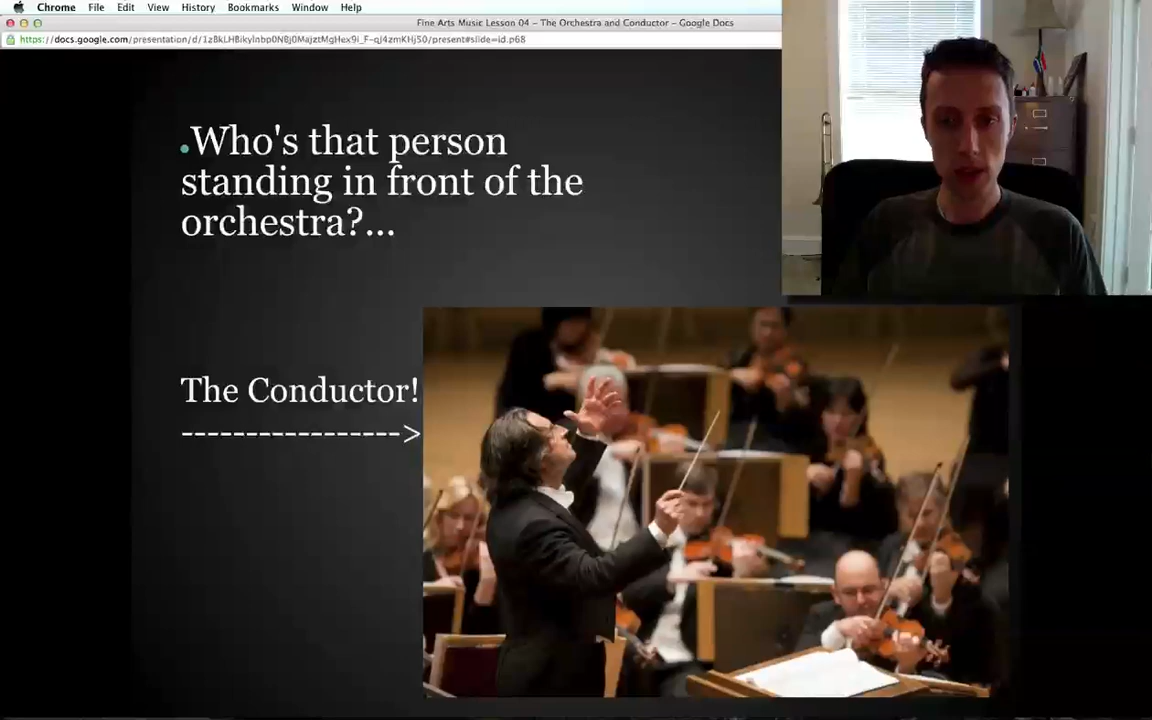 Chrome File Edit View History Bookmarks Window Help
Fine Arts Music Lesson 04 – The Orchestra and Conductor – Google Docs
•Who's that person
standing in front of the
orchestra?...
The Conductor!
----------------->